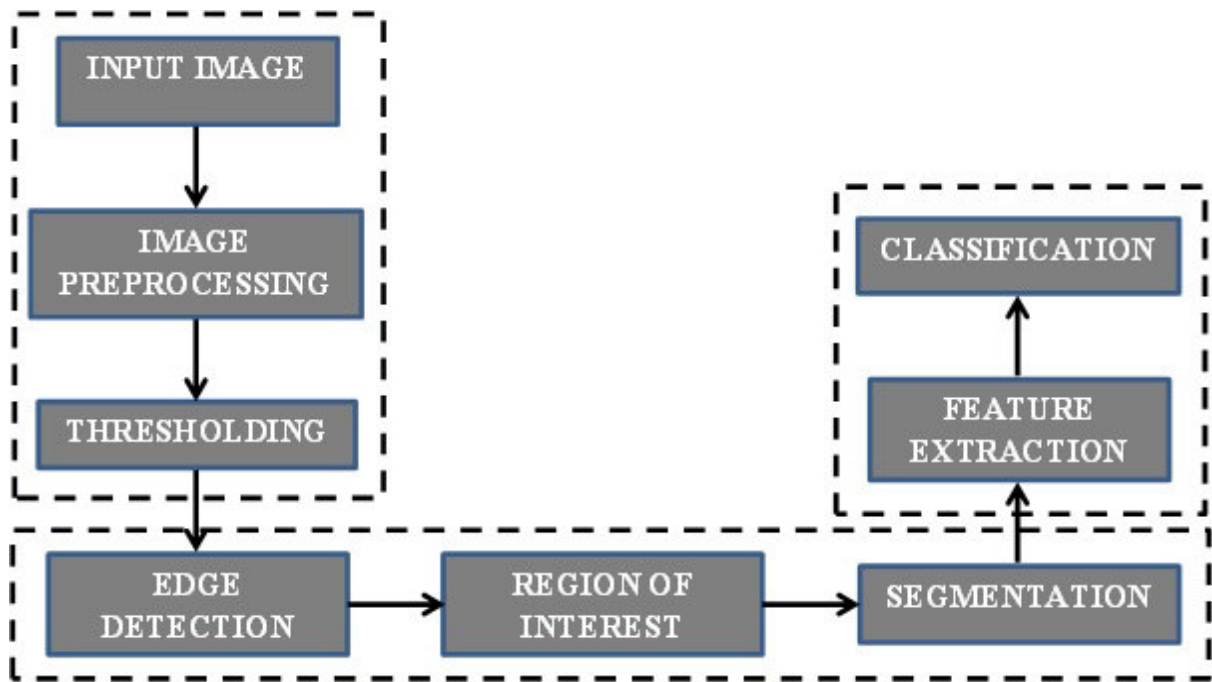 INPUT IMAGE
IMAGE
PREPROCESSING
THRESHOLDING
EDGE
DETECTION
REGION OF
INTEREST
SEGMENTATION
FEATURE
EXTRACTION
CLASSIFICATION